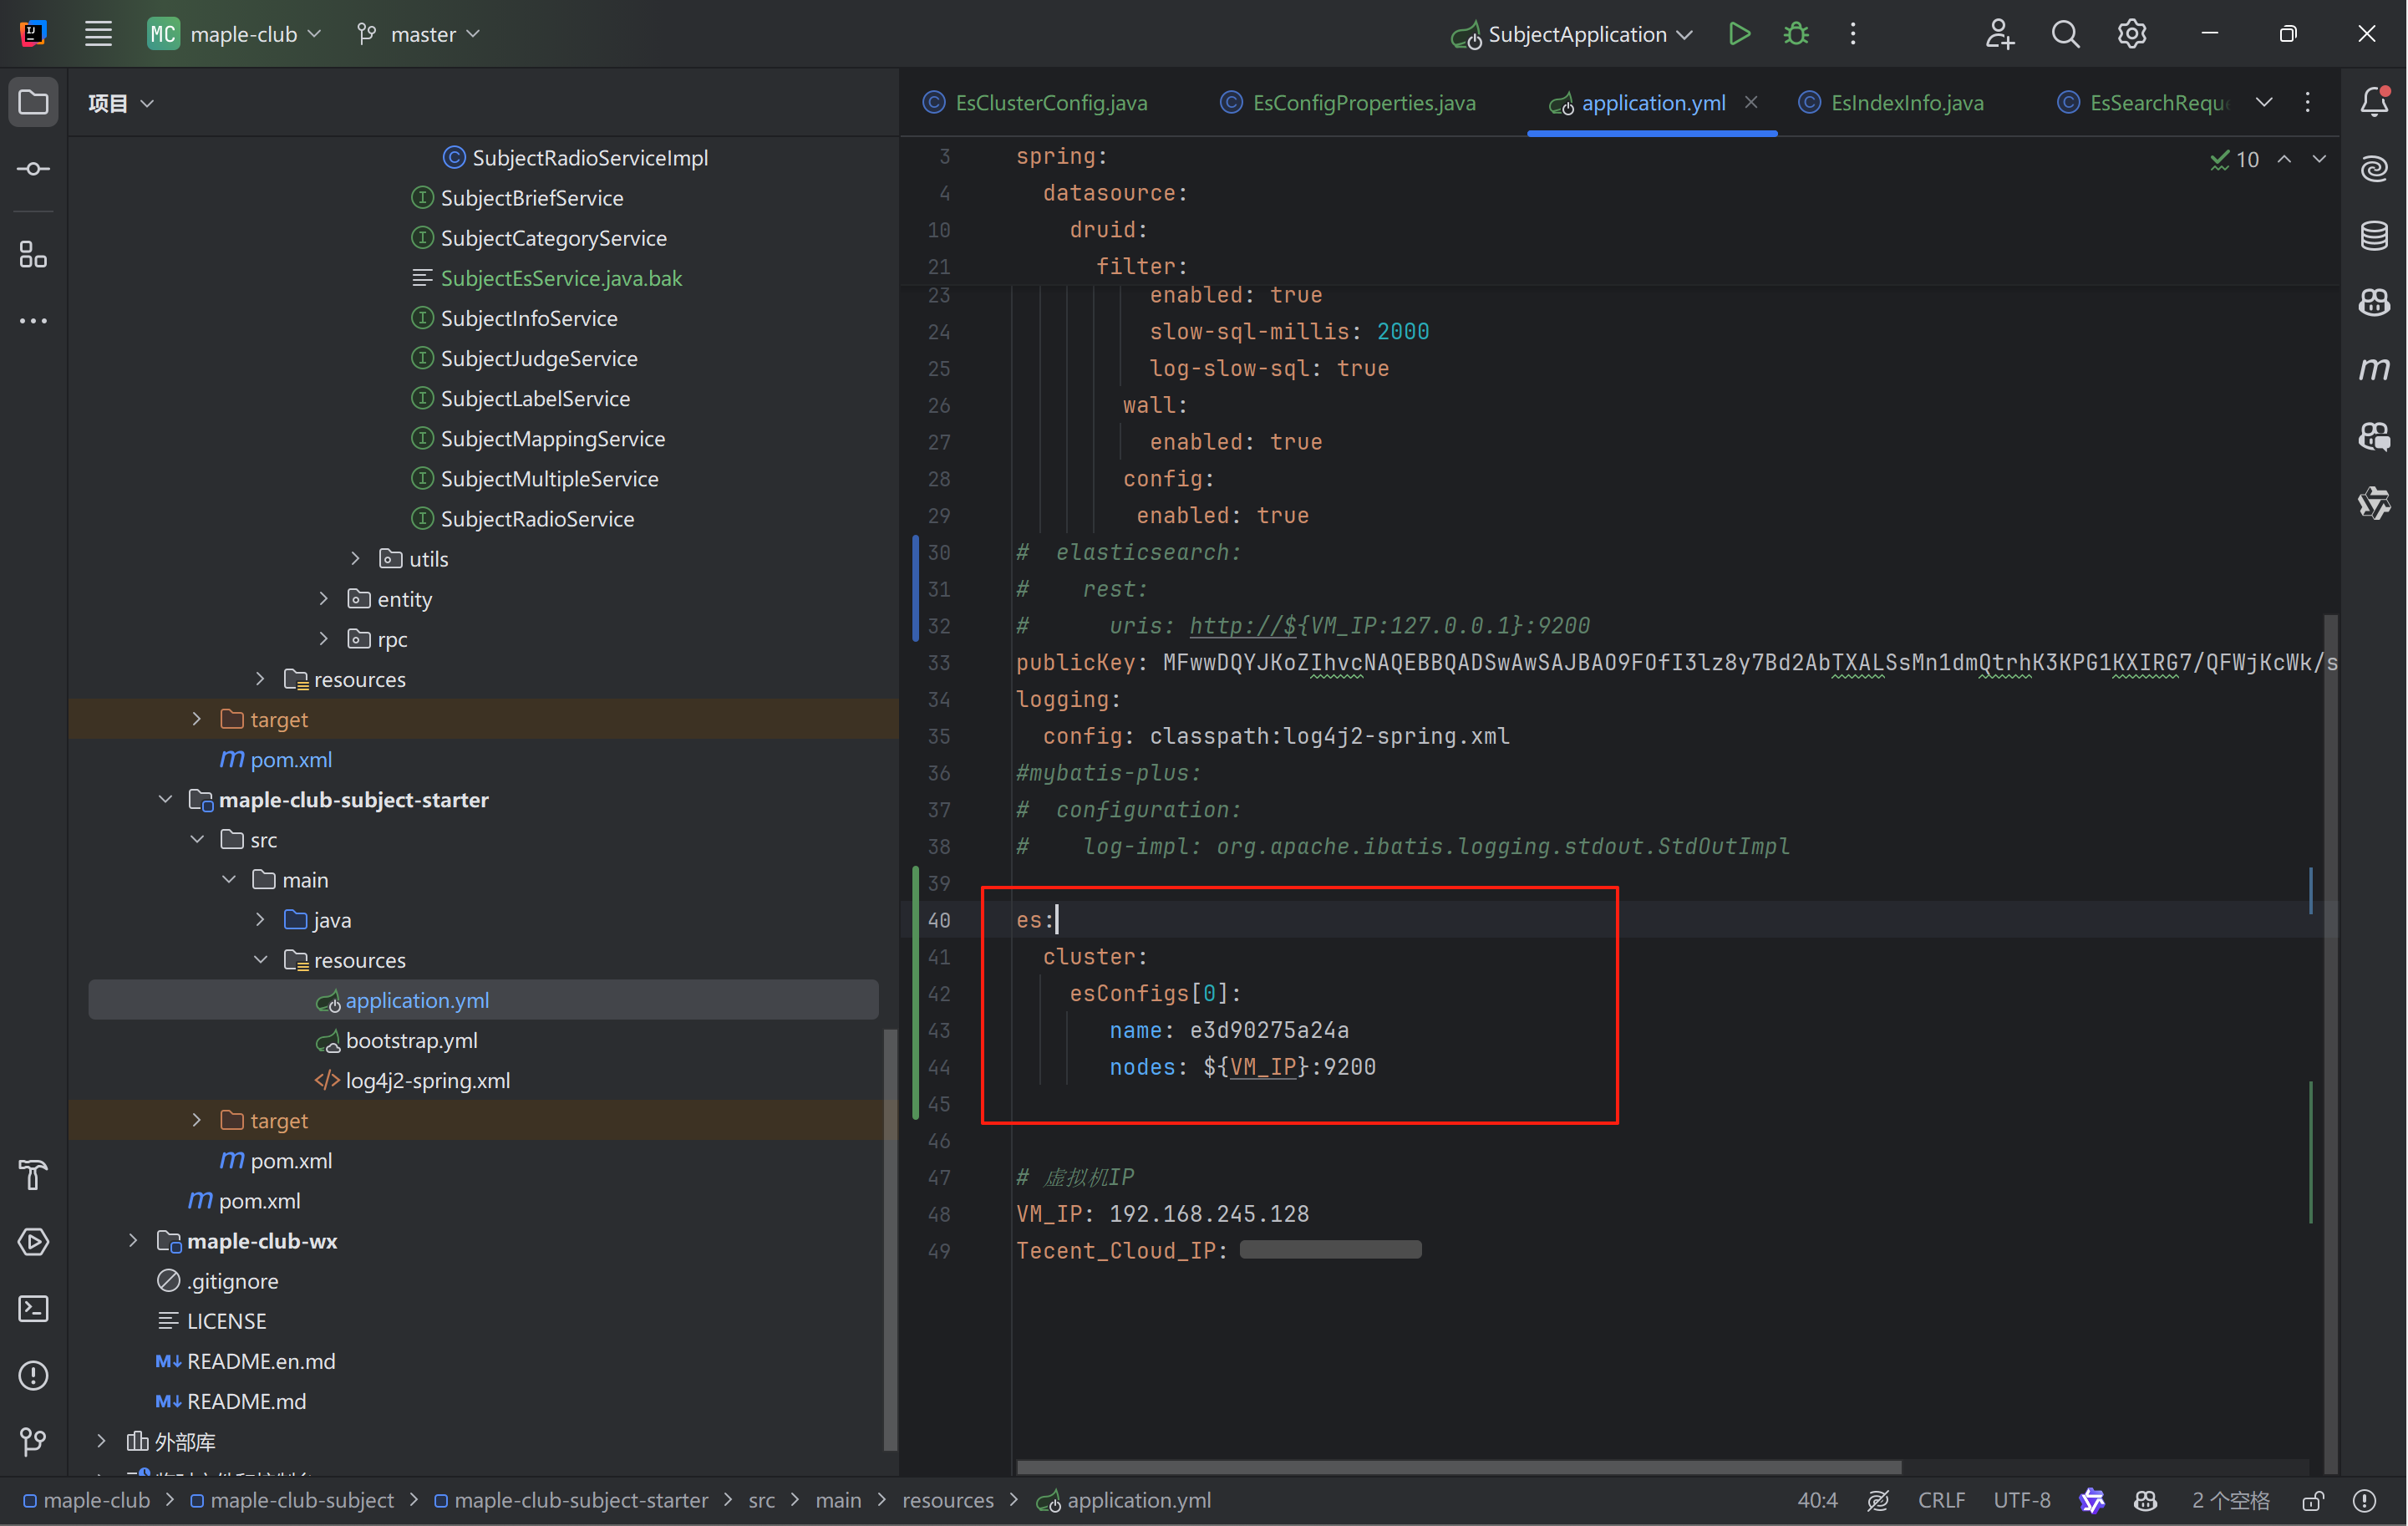 MC maple-club master SubjectApplication
项目
SubjectRadioServiceImpl
SubjectBriefService
SubjectCategoryService
SubjectEsService.java.bak
SubjectInfoService
SubjectJudgeService
SubjectLabelService
SubjectMappingService
SubjectMultipleService
SubjectRadioService
utils
entity
rpc
resources
target
pom.xml
maple-club-subject-starter
src
main
java
resources
application.yml
bootstrap.yml
log4j2-spring.xml
target
pom.xml
pom.xml
maple-club-wx
.gitignore
LICENSE
README.en.md
README.md
外部库
EsClusterConfig.java EsConfigProperties.java application.yml EsIndexInfo.java EsSearchReque
10
3 spring:
4 datasource:
10 druid:
21 filter:
23 enabled: true
24 slow-sql-millis: 2000
25 log-slow-sql: true
26 wall:
27 enabled: true
28 config:
29 enabled: true
30 # elasticsearch:
31 # rest:
32 # uris: http://${VM_IP:127.0.0.1}:9200
33 publicKey: MFwwDQYJKoZIhvcNAQEBBQADSwAwSAJBAO9FOfI3lz8y7Bd2AbTXALSsMn1dmQtrhK3KPG1KXIRG7/QFWjKcWk/s
34 logging:
35 config: classpath:log4j2-spring.xml
36 #mybatis-plus:
37 # configuration:
38 # log-impl: org.apache.ibatis.logging.stdout.StdOutImpl
39
40 es:
41 cluster:
42 esConfigs[0]:
43 name: e3d90275a24a
44 nodes: ${VM_IP}:9200
45
46
47 # 虚拟机IP
48 VM_IP: 192.168.245.128
49 Tecent_Cloud_IP:
maple-club > maple-club-subject > maple-club-subject-starter > src > main > resources > application.yml 40:4 CRLF UTF-8 2 个空格